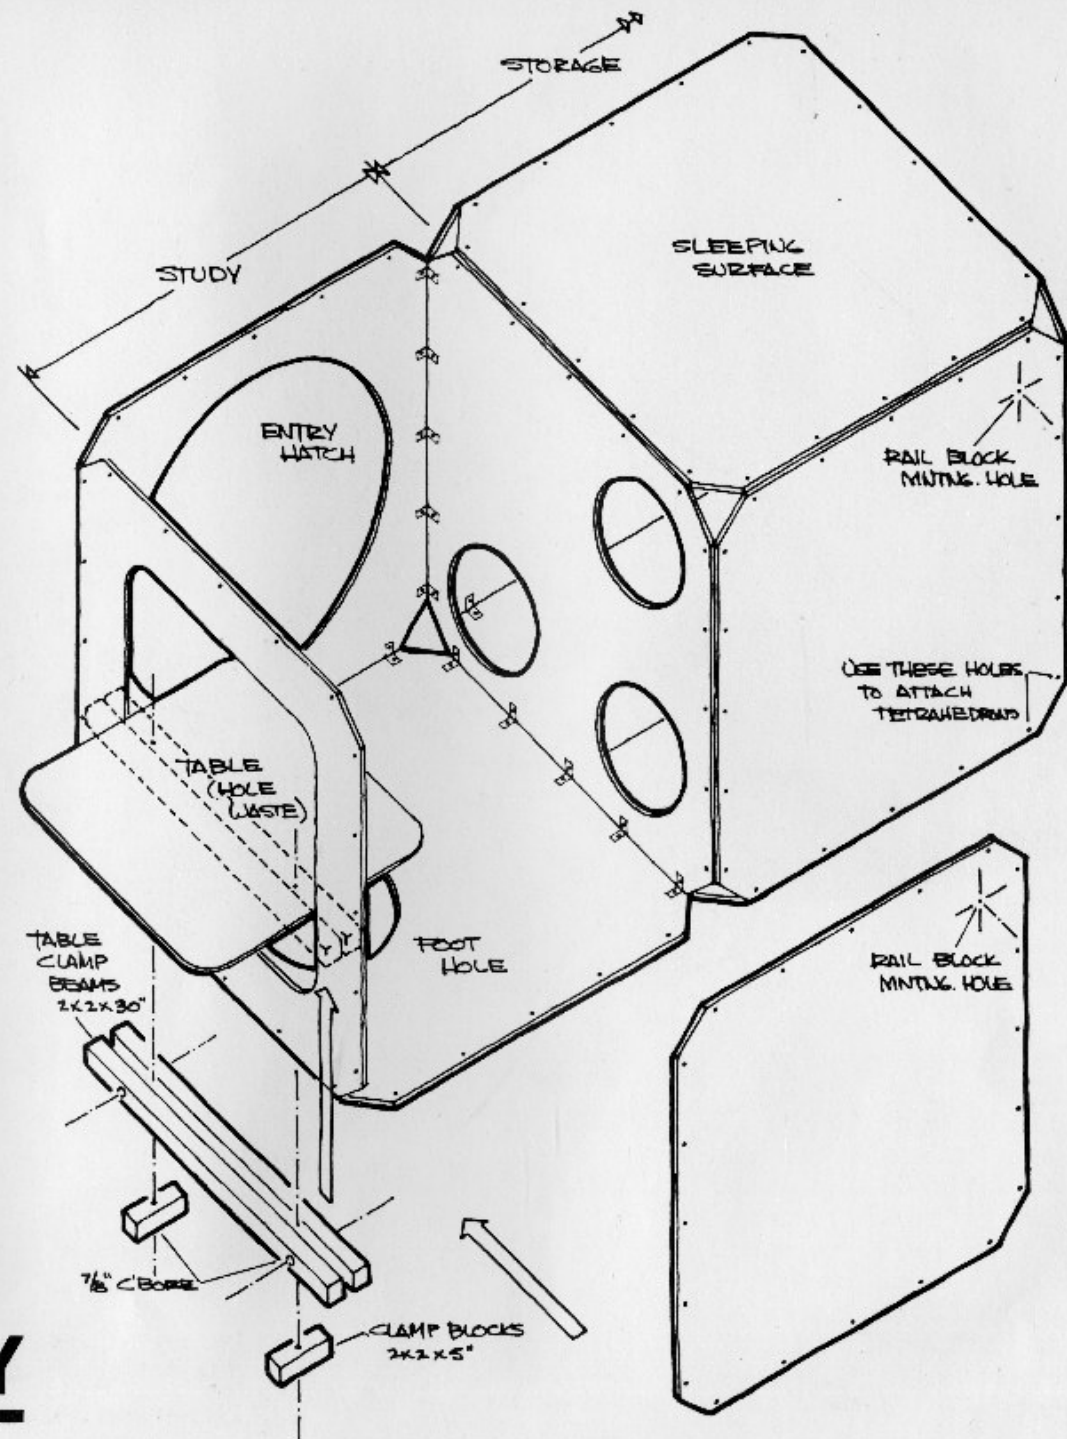 STORAGE
STUDY
SLEEPING
SURFACE
ENTRY
HATCH
RAIL BLOCK
MNTNG. HOLE
USE THESE HOLES
TO ATTACH
TETRAHEDRONS
TABLE
(HOLE
WASTE)
FOOT
HOLE
TABLE
CLAMP
BEAMS
2x2x30"
RAIL BLOCK
MNTNG. HOLE
7/8" C'BORE
CLAMP BLOCKS
2x2x5"
Y